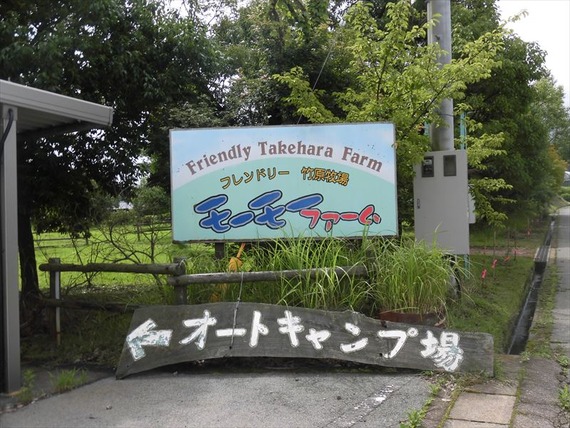 Friendly Takehara Farm
フレンドリー 竹原牧場
モーモーファーム
←オートキャンプ場